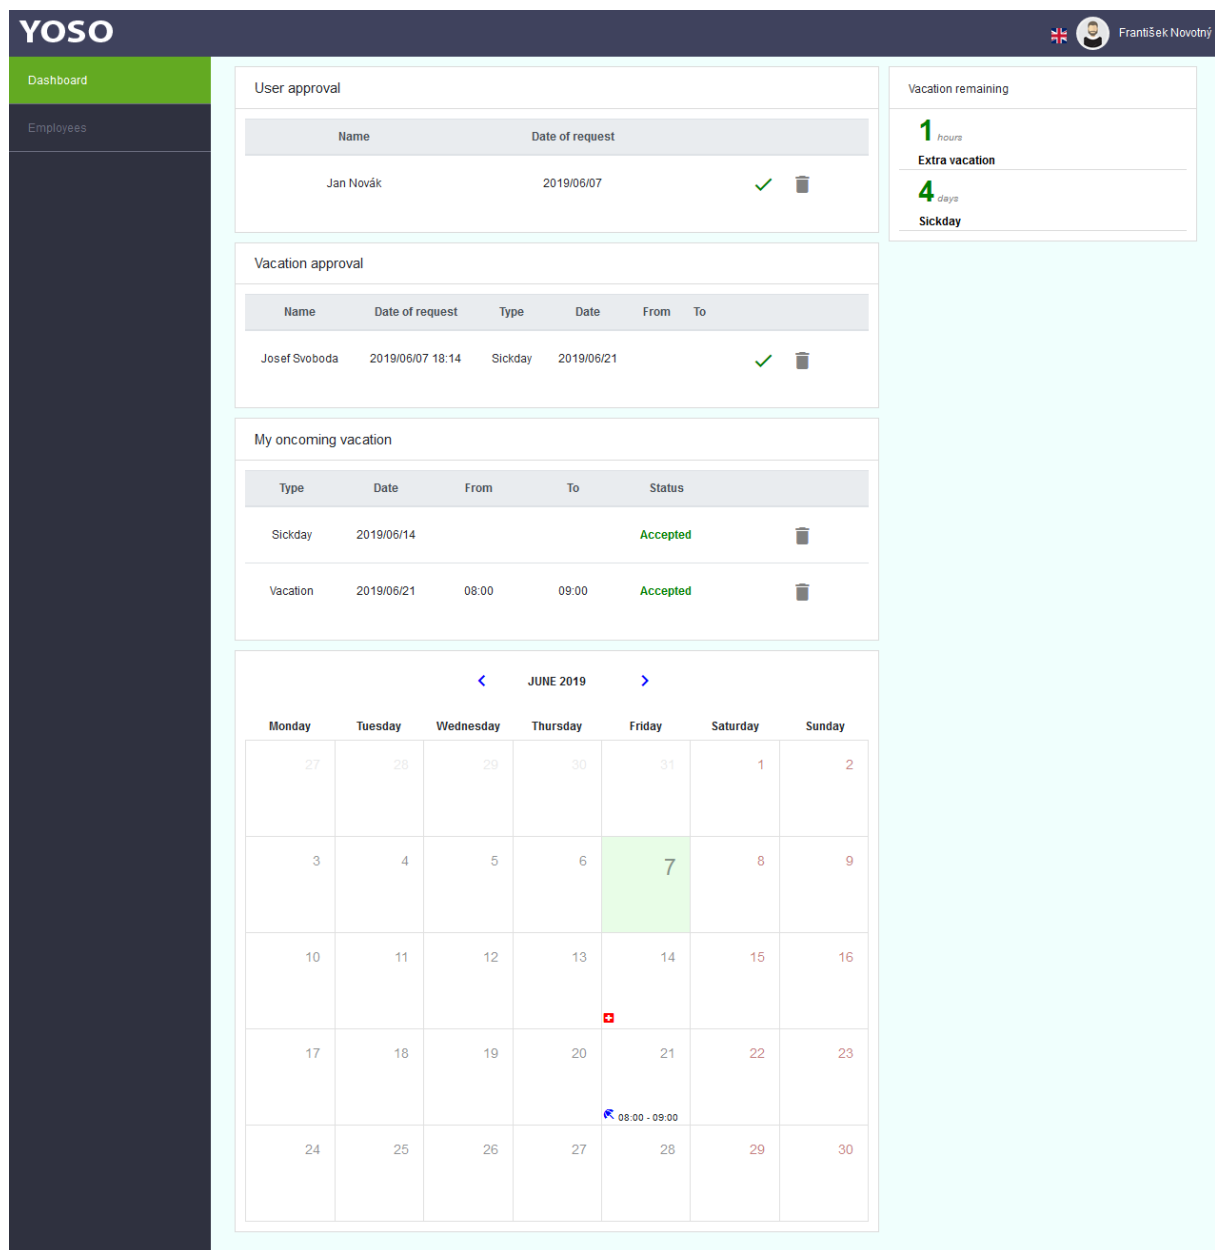 YOSO
František Novotný
Dashboard
Employees
User approval
Name Date of request
Jan Novák 2019/06/07
Vacation approval
Name Date of request Type Date From To
Josef Svoboda 2019/06/07 18:14 Sickday 2019/06/21
My oncoming vacation
Type Date From To Status
Sickday 2019/06/14 Accepted
Vacation 2019/06/21 08:00 09:00 Accepted
JUNE 2019
Monday Tuesday Wednesday Thursday Friday Saturday Sunday
27 28 29 30 31 1 2
3 4 5 6 7 8 9
10 11 12 13 14 15 16
17 18 19 20 21 22 23
08:00 - 09:00
24 25 26 27 28 29 30
Vacation remaining
1 hours
Extra vacation
4 days
Sickday